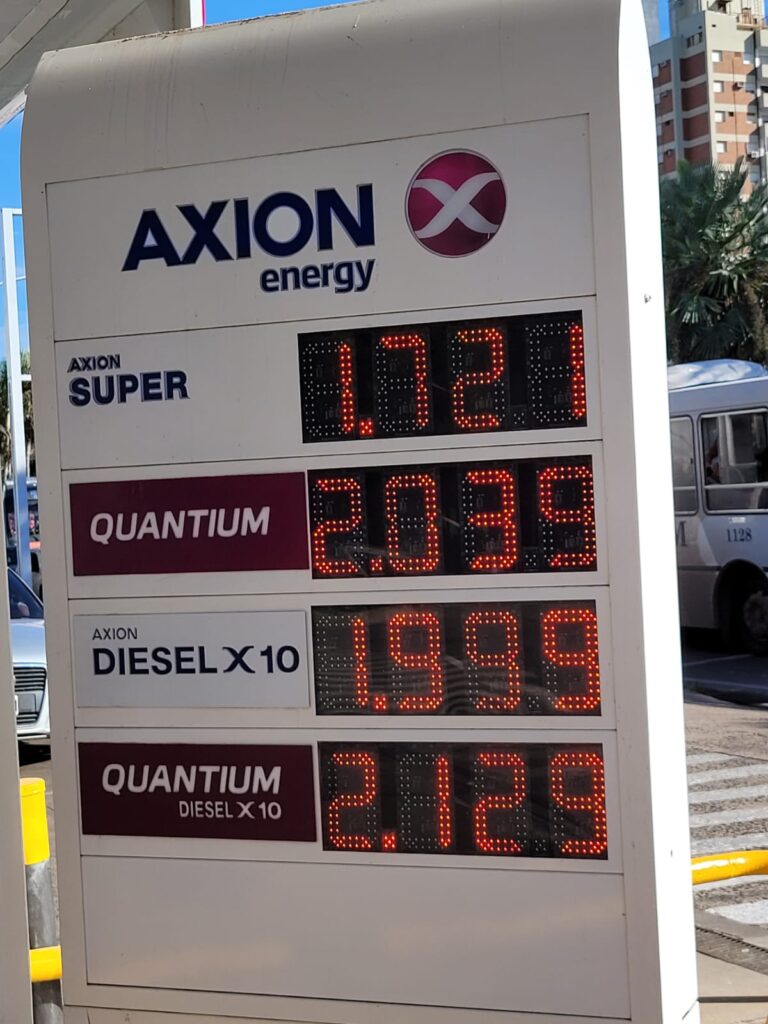 AXION
energy
AXION
SUPER
1.721
QUANTIUM
2.039
AXION
DIESEL X10
1.999
QUANTIUM
DIESEL X10
2.129
1128